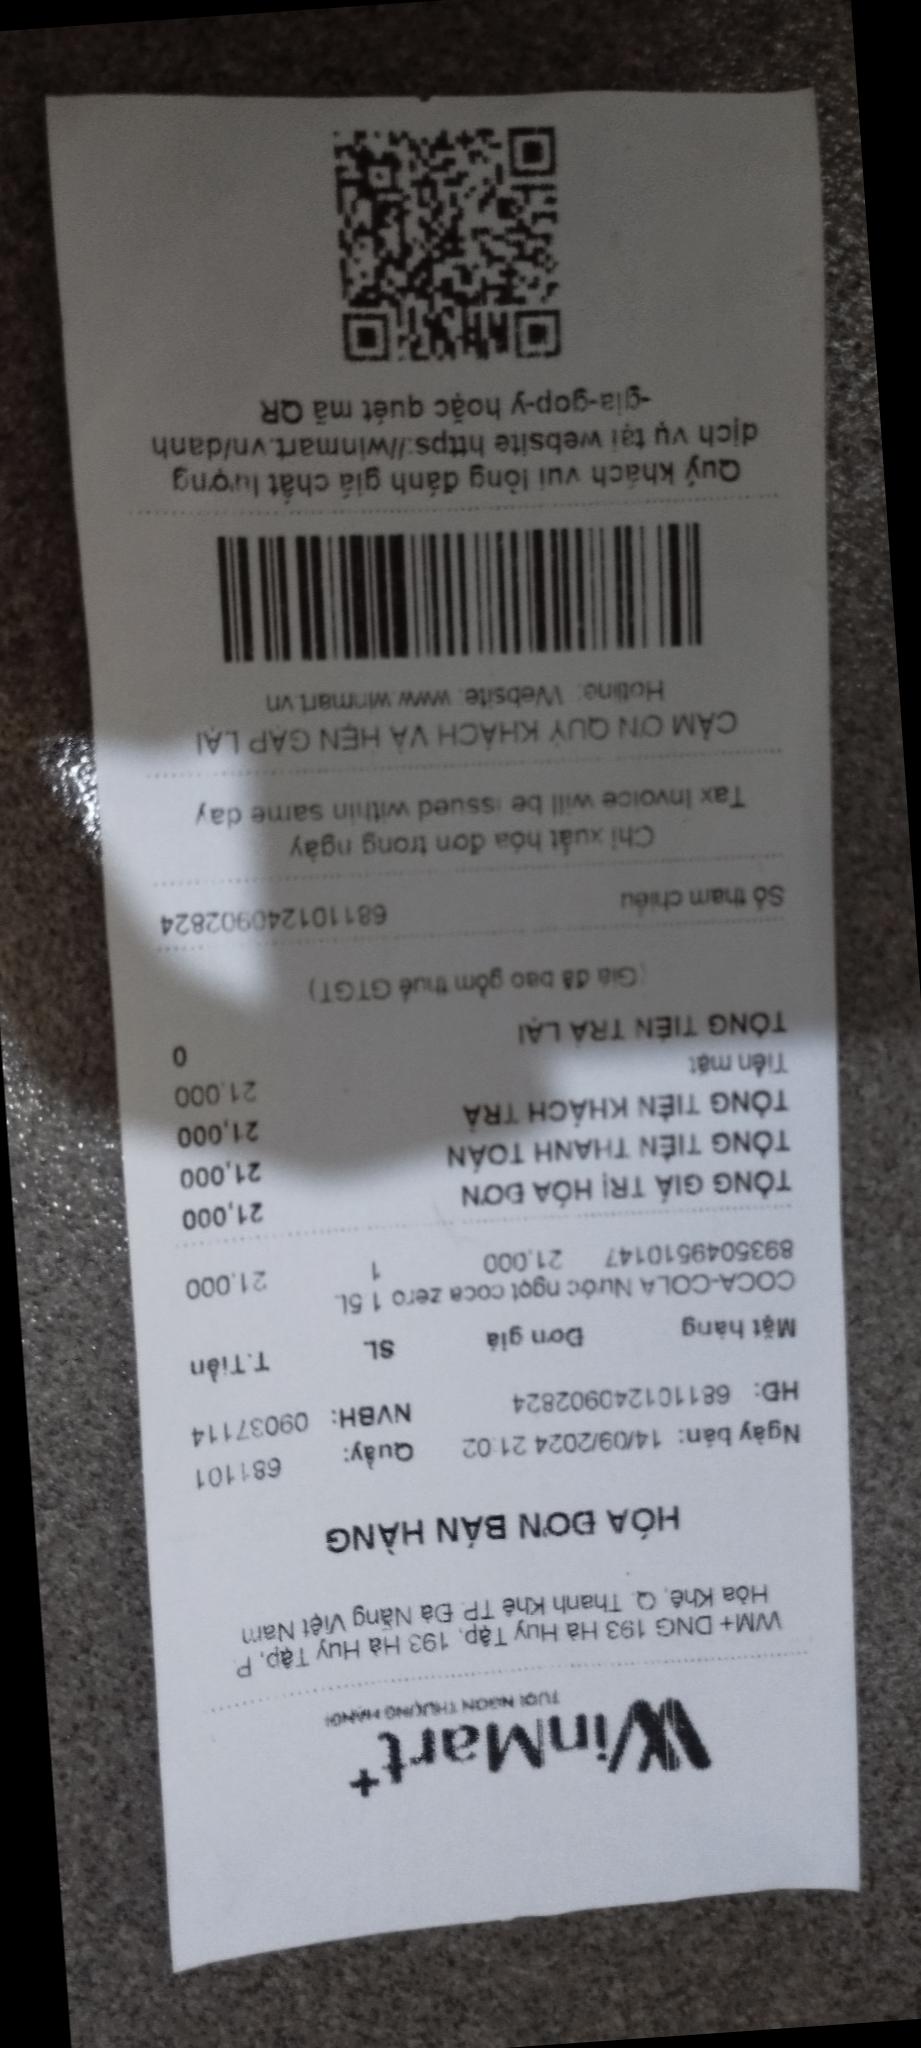 WinMart+
TƯƠI NGON THƯỢNG HẠNG!
WM+ DNG 193 Hà Huy Tập, 193 Hà Huy Tập, P.
Hòa Khê, Q. Thanh Khê TP. Đà Nẵng Việt Nam
HÓA ĐƠN BÁN HÀNG
Ngày bán: 14/09/2024 21:02 Quầy: 681101
HĐ: 681101240902824 NVBH: 09037114
Mặt hàng Đơn giá SL T.Tiền
COCA-COLA Nước ngọt coca zero 1.5L
8935049510147 21,000 1 21,000
TỔNG GIÁ TRỊ HÓA ĐƠN 21,000
TỔNG TIỀN THANH TOÁN 21,000
TỔNG TIỀN KHÁCH TRẢ 21,000
Tiền mặt 21,000
TỔNG TIỀN TRẢ LẠI 0
(Giá đã bao gồm thuế GTGT)
Số tham chiếu 681101240902824
Chỉ xuất hóa đơn trong ngày
Tax Invoice will be issued within same day
CẢM ƠN QUÝ KHÁCH VÀ HẸN GẶP LẠI
Hotline: Website: www.winmart.vn
Quý khách vui lòng đánh giá chất lượng
dịch vụ tại website https://winmart.vn/danh
-gia-gop-y hoặc quét mã QR